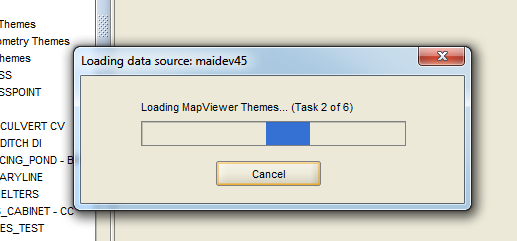 Themes
ometry Themes
hemes
SS
SSPOINT
CULVERT CV
DITCH DI
CING_POND - B
ARYLINE
ELTERS
S_CABINET - CC
ES_TEST
Loading data source: maidev45
Loading MapViewer Themes... (Task 2 of 6)
Cancel